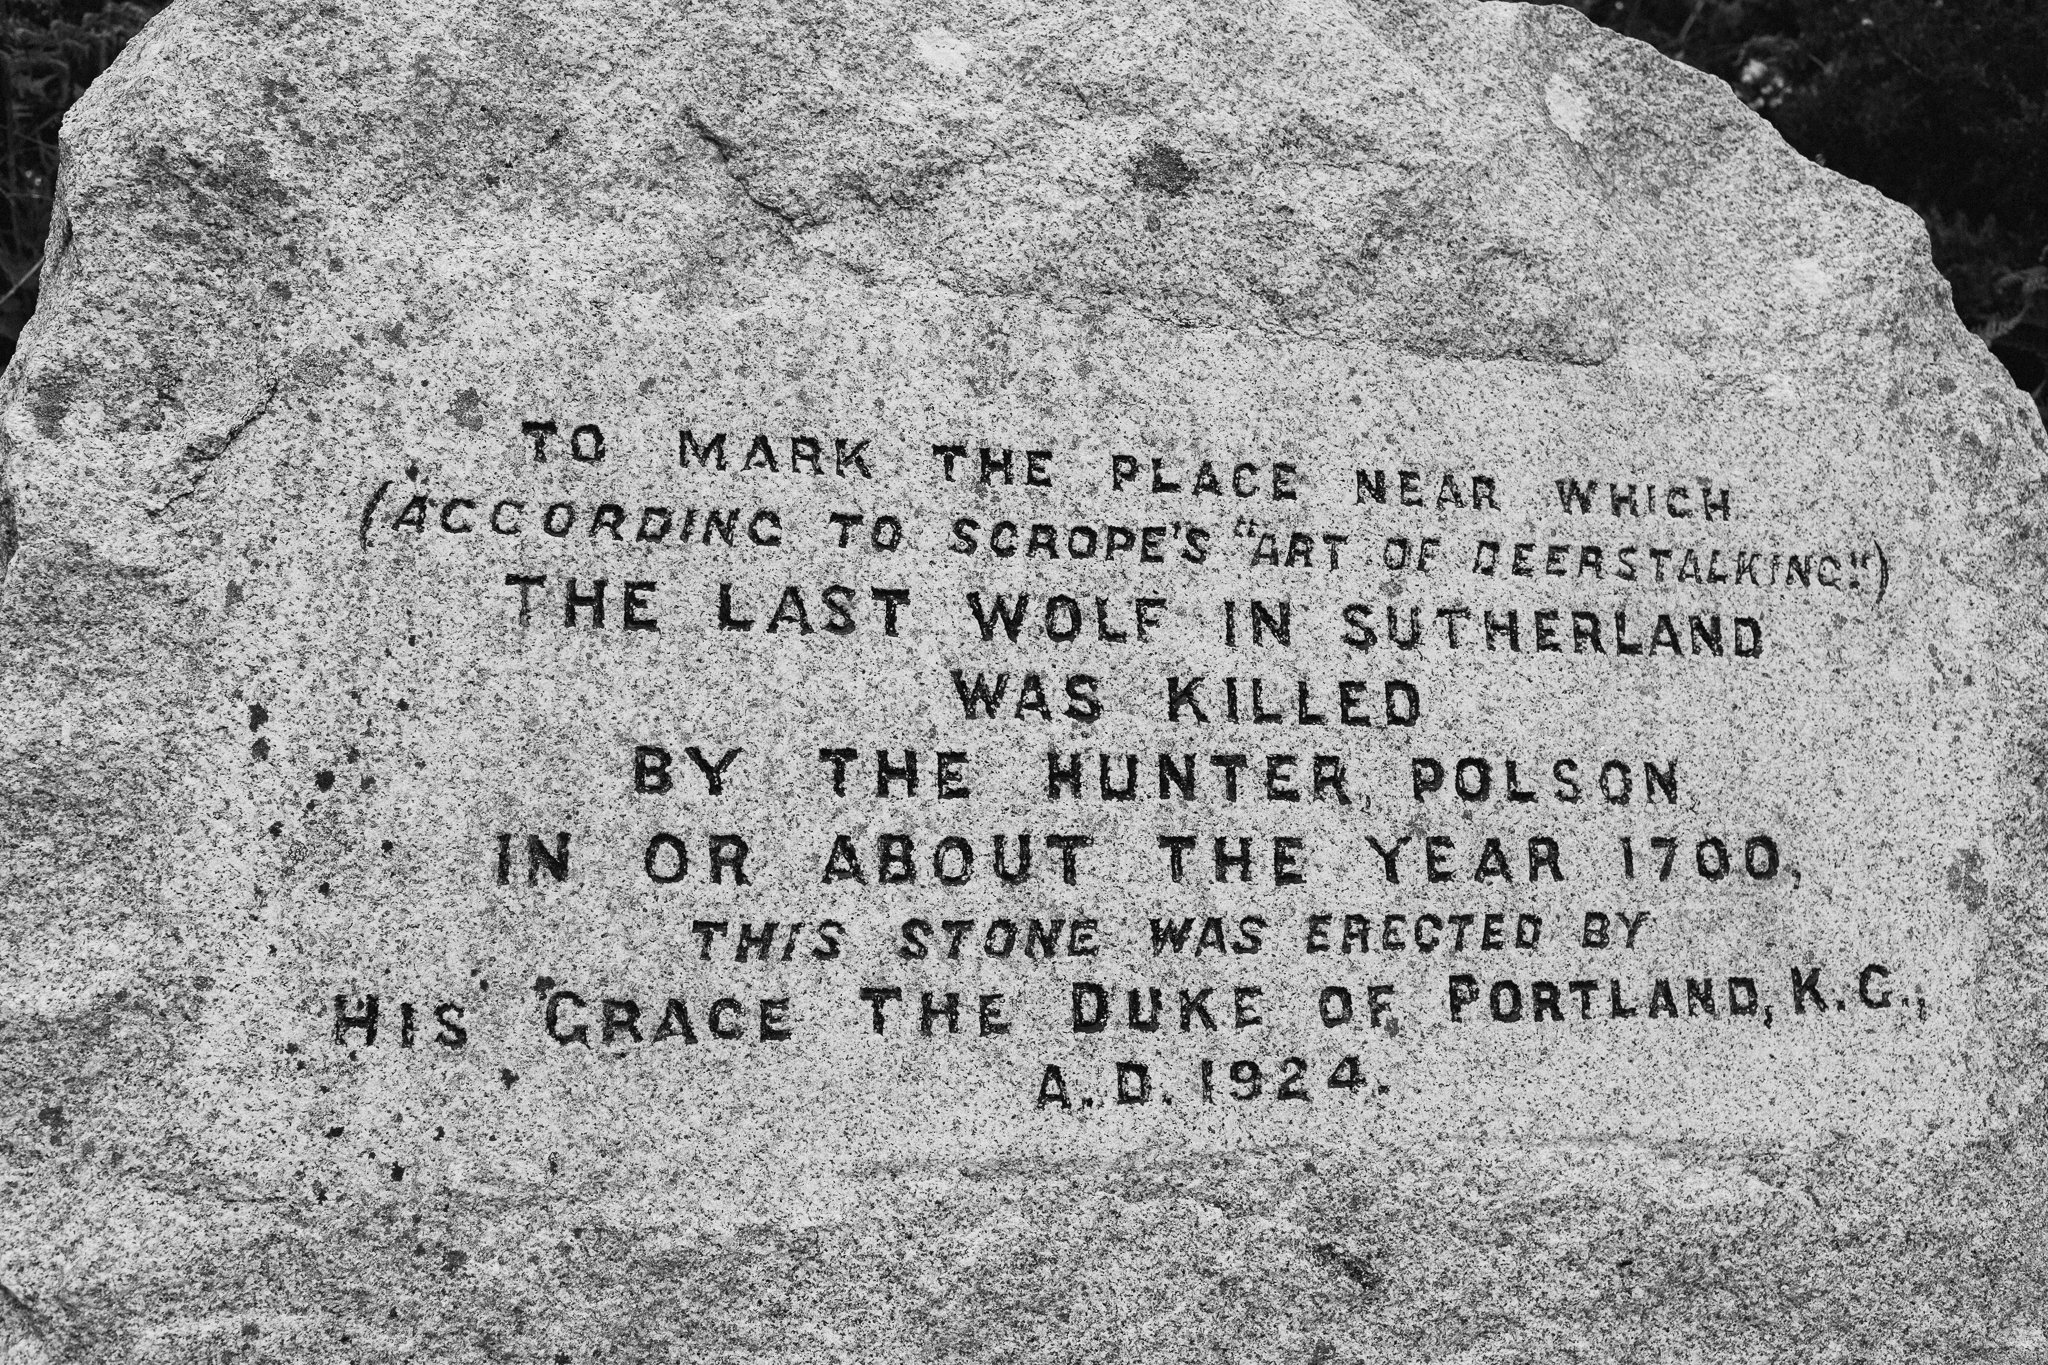 TO MARK THE PLACE NEAR WHICH
(ACCORDING TO SCROPE'S "ART OF DEERSTALKING")
THE LAST WOLF IN SUTHERLAND
WAS KILLED
BY THE HUNTER, POLSON,
IN OR ABOUT THE YEAR 1700,
THIS STONE WAS ERECTED BY
HIS GRACE THE DUKE OF PORTLAND, K.G.,
A.D. 1924.